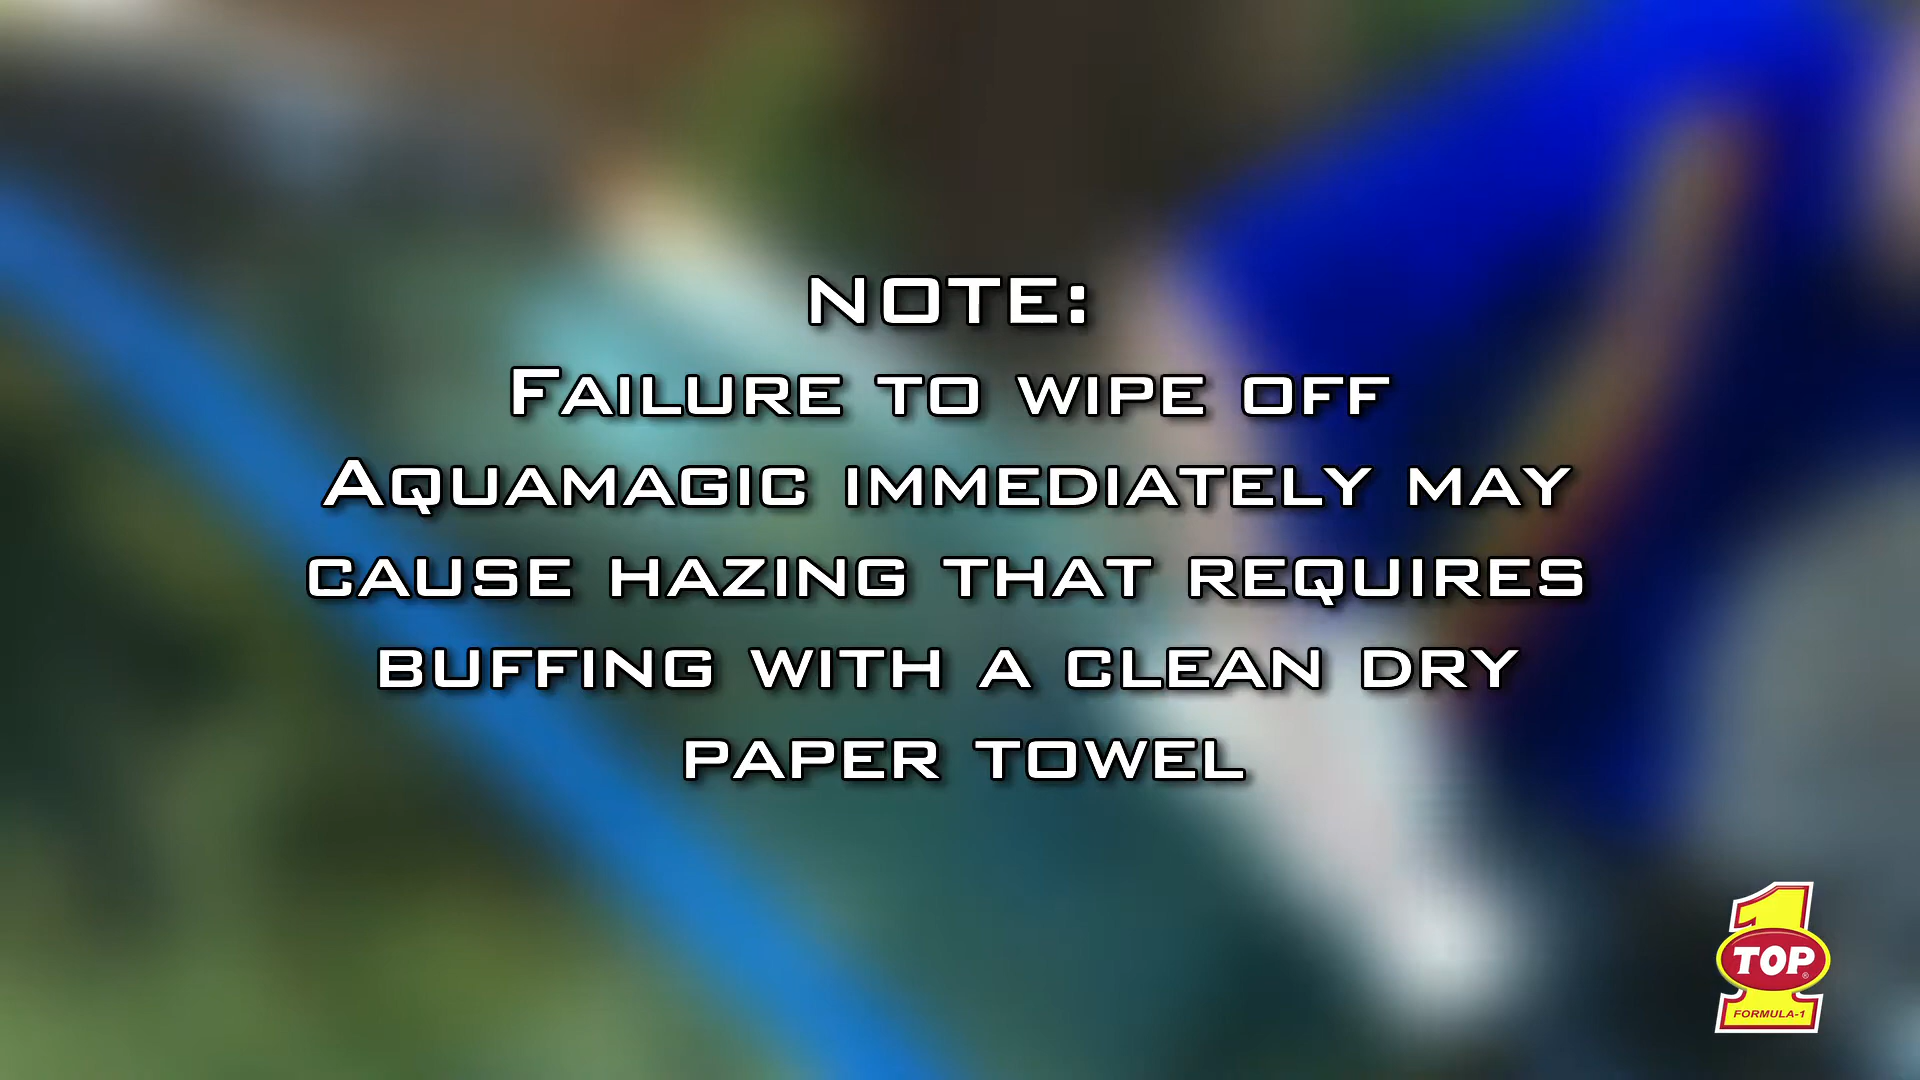 NOTE:
Failure to wipe off
Aquamagic immediately may
cause hazing that requires
buffing with a clean dry
paper towel
1
TOP®
FORMULA-1